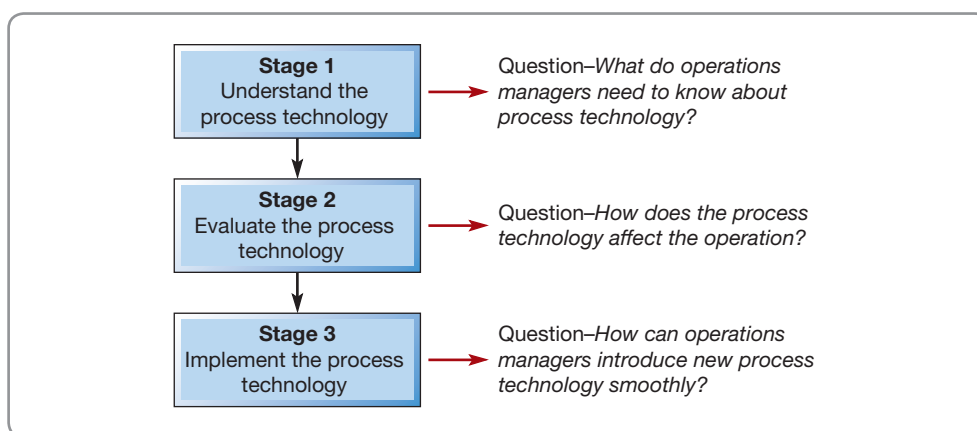 Stage 1
Understand the
process technology
Question–What do operations
managers need to know about
process technology?
Stage 2
Evaluate the process
technology
Question–How does the process
technology affect the operation?
Stage 3
Implement the process
technology
Question–How can operations
managers introduce new process
technology smoothly?